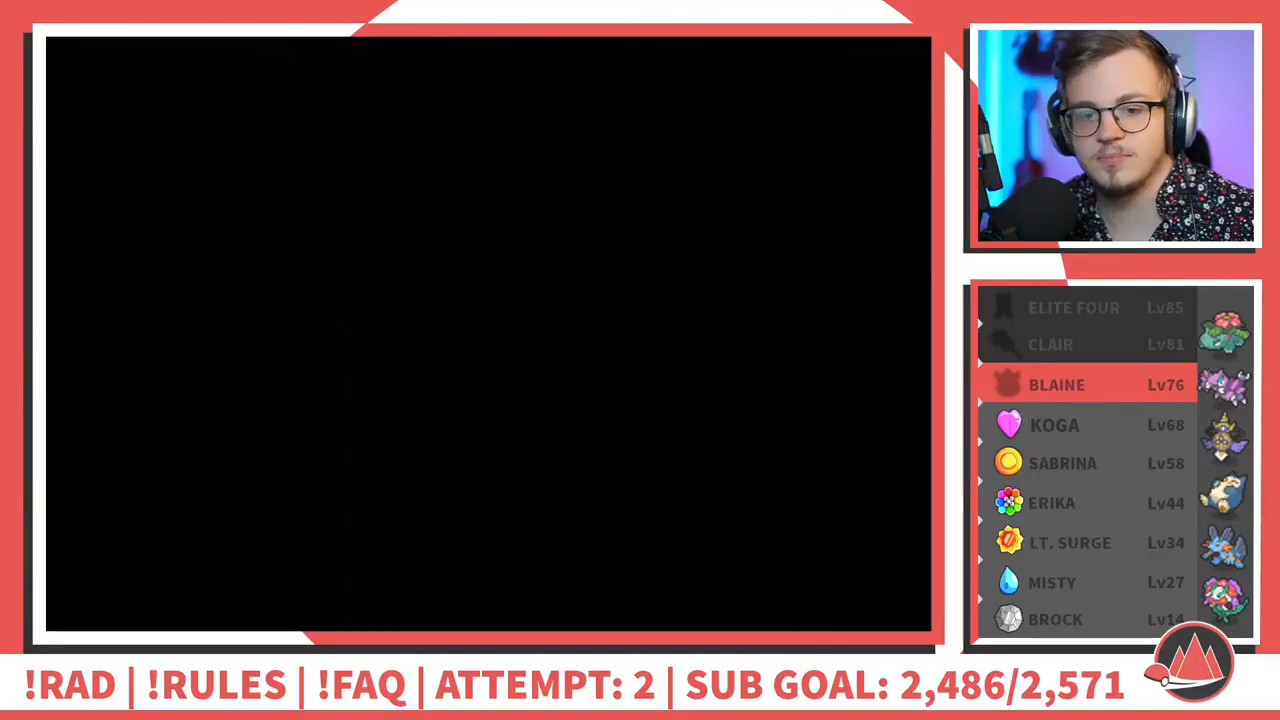 ELITE FOUR Lv85
CLAIR Lv81
BLAINE Lv76
KOGA Lv68
SABRINA Lv58
ERIKA Lv44
LT. SURGE Lv34
MISTY Lv27
BROCK Lv14
!RAD | !RULES | !FAQ | ATTEMPT: 2 | SUB GOAL: 2,486/2,571